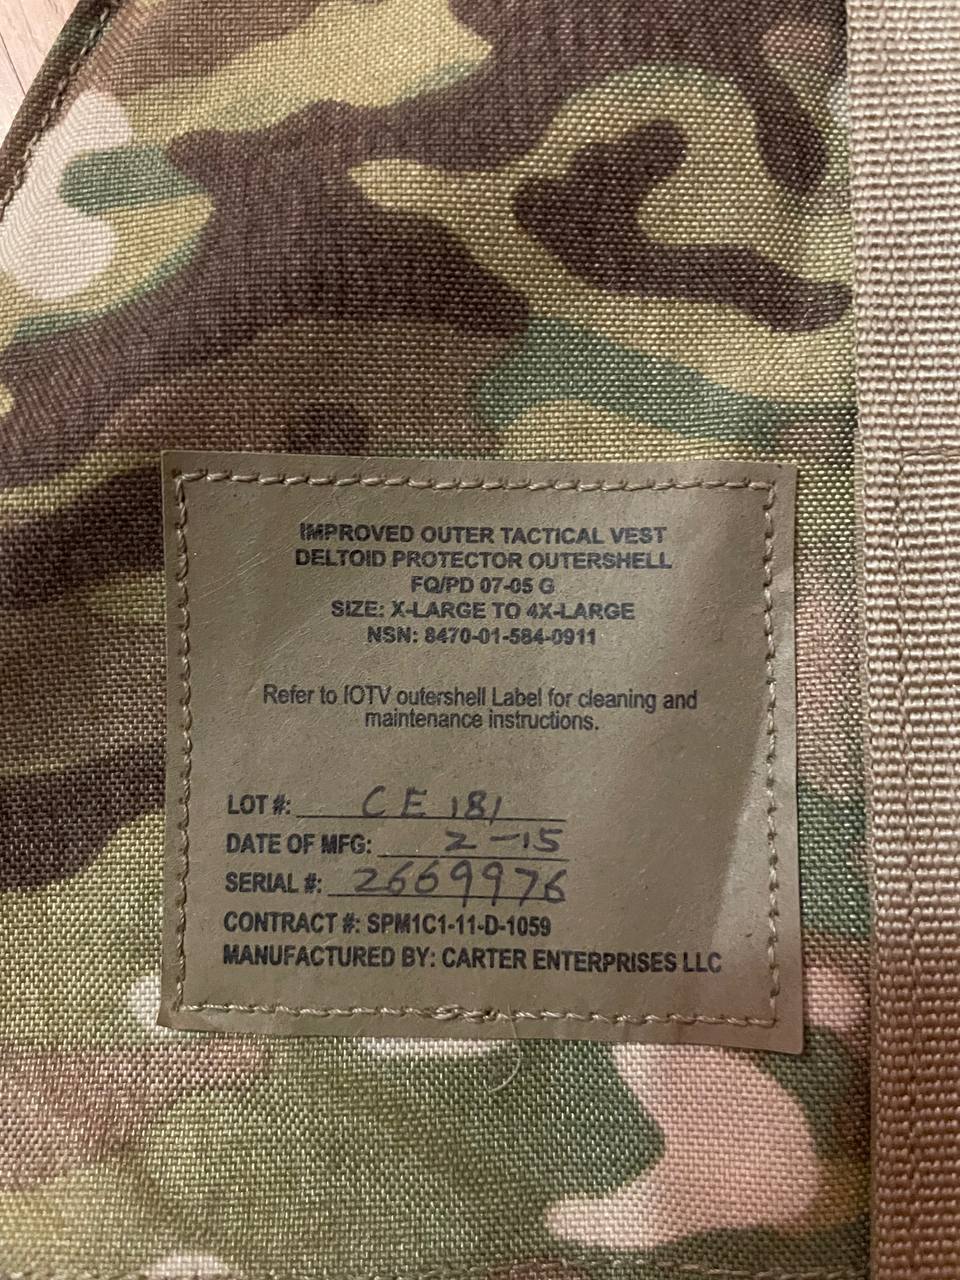 IMPROVED OUTER TACTICAL VEST
DELTOID PROTECTOR OUTERSHELL
FQ/PD 07-05 G
SIZE: X-LARGE TO 4X-LARGE
NSN: 8470-01-584-0911
Refer to IOTV outershell Label for cleaning and
maintenance instructions.
LOT #: CE 181
DATE OF MFG: 2-15
SERIAL #: 2669976
CONTRACT #: SPM1C1-11-D-1059
MANUFACTURED BY: CARTER ENTERPRISES LLC